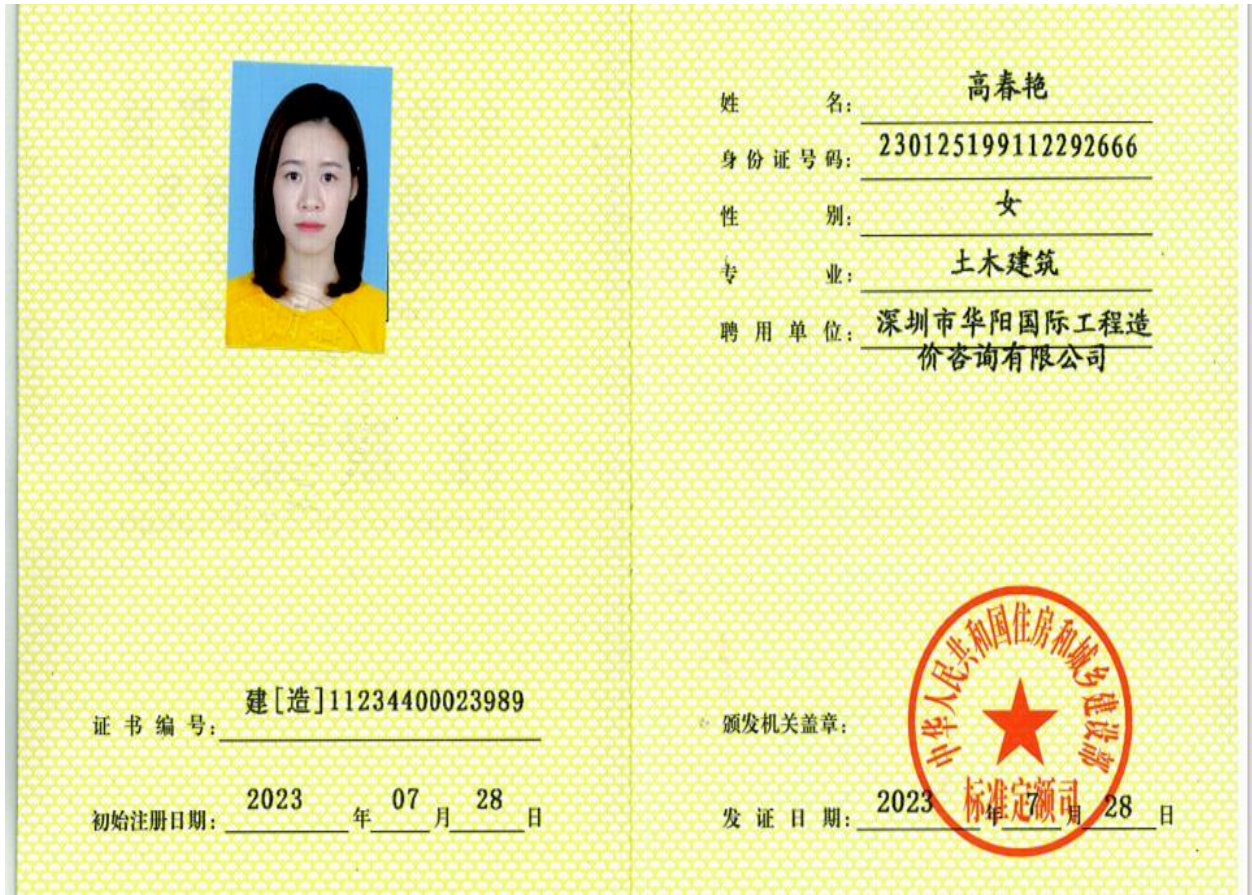 姓名：高春艳
身份证号码：230125199112292666
性别：女
专业：土木建筑
聘用单位：深圳市华阳国际工程造
价咨询有限公司
证书编号：建[造]11234400023989
初始注册日期：2023年07月28日
颁发机关盖章：
中华人民共和国住房和城乡建设部
标准定额司
发证日期：2023年7月28日